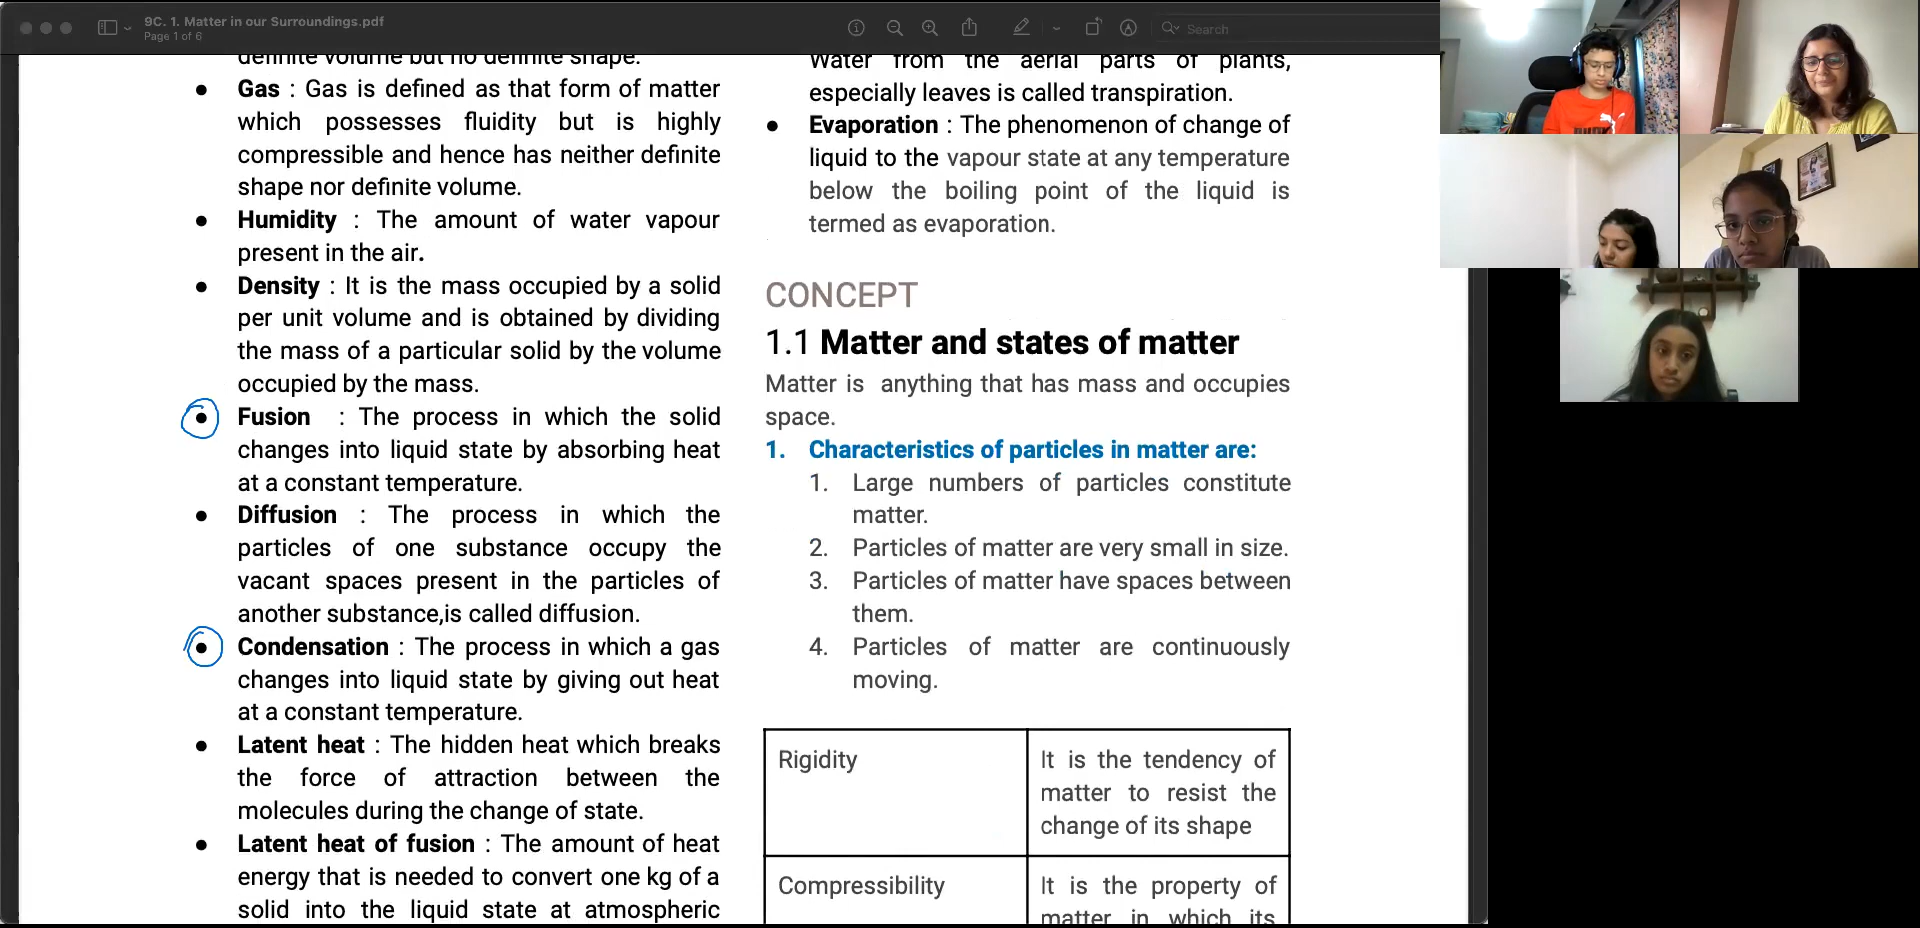 9C. 1. Matter in our Surroundings.pdf
Page 1 of 6
Search
definite volume but no definite shape.
● Gas : Gas is defined as that form of matter
which possesses fluidity but is highly
compressible and hence has neither definite
shape nor definite volume.
● Humidity : The amount of water vapour
present in the air.
● Density : It is the mass occupied by a solid
per unit volume and is obtained by dividing
the mass of a particular solid by the volume
occupied by the mass.
● Fusion : The process in which the solid
changes into liquid state by absorbing heat
at a constant temperature.
● Diffusion : The process in which the
particles of one substance occupy the
vacant spaces present in the particles of
another substance,is called diffusion.
● Condensation : The process in which a gas
changes into liquid state by giving out heat
at a constant temperature.
● Latent heat : The hidden heat which breaks
the force of attraction between the
molecules during the change of state.
● Latent heat of fusion : The amount of heat
energy that is needed to convert one kg of a
solid into the liquid state at atmospheric
Water from the aerial parts of plants,
especially leaves is called transpiration.
● Evaporation : The phenomenon of change of
liquid to the vapour state at any temperature
below the boiling point of the liquid is
termed as evaporation.
CONCEPT
1.1 Matter and states of matter
Matter is anything that has mass and occupies
space.
1. Characteristics of particles in matter are:
1. Large numbers of particles constitute
matter.
2. Particles of matter are very small in size.
3. Particles of matter have spaces between
them.
4. Particles of matter are continuously
moving.
Rigidity
It is the tendency of
matter to resist the
change of its shape
Compressibility
It is the property of
matter in which its